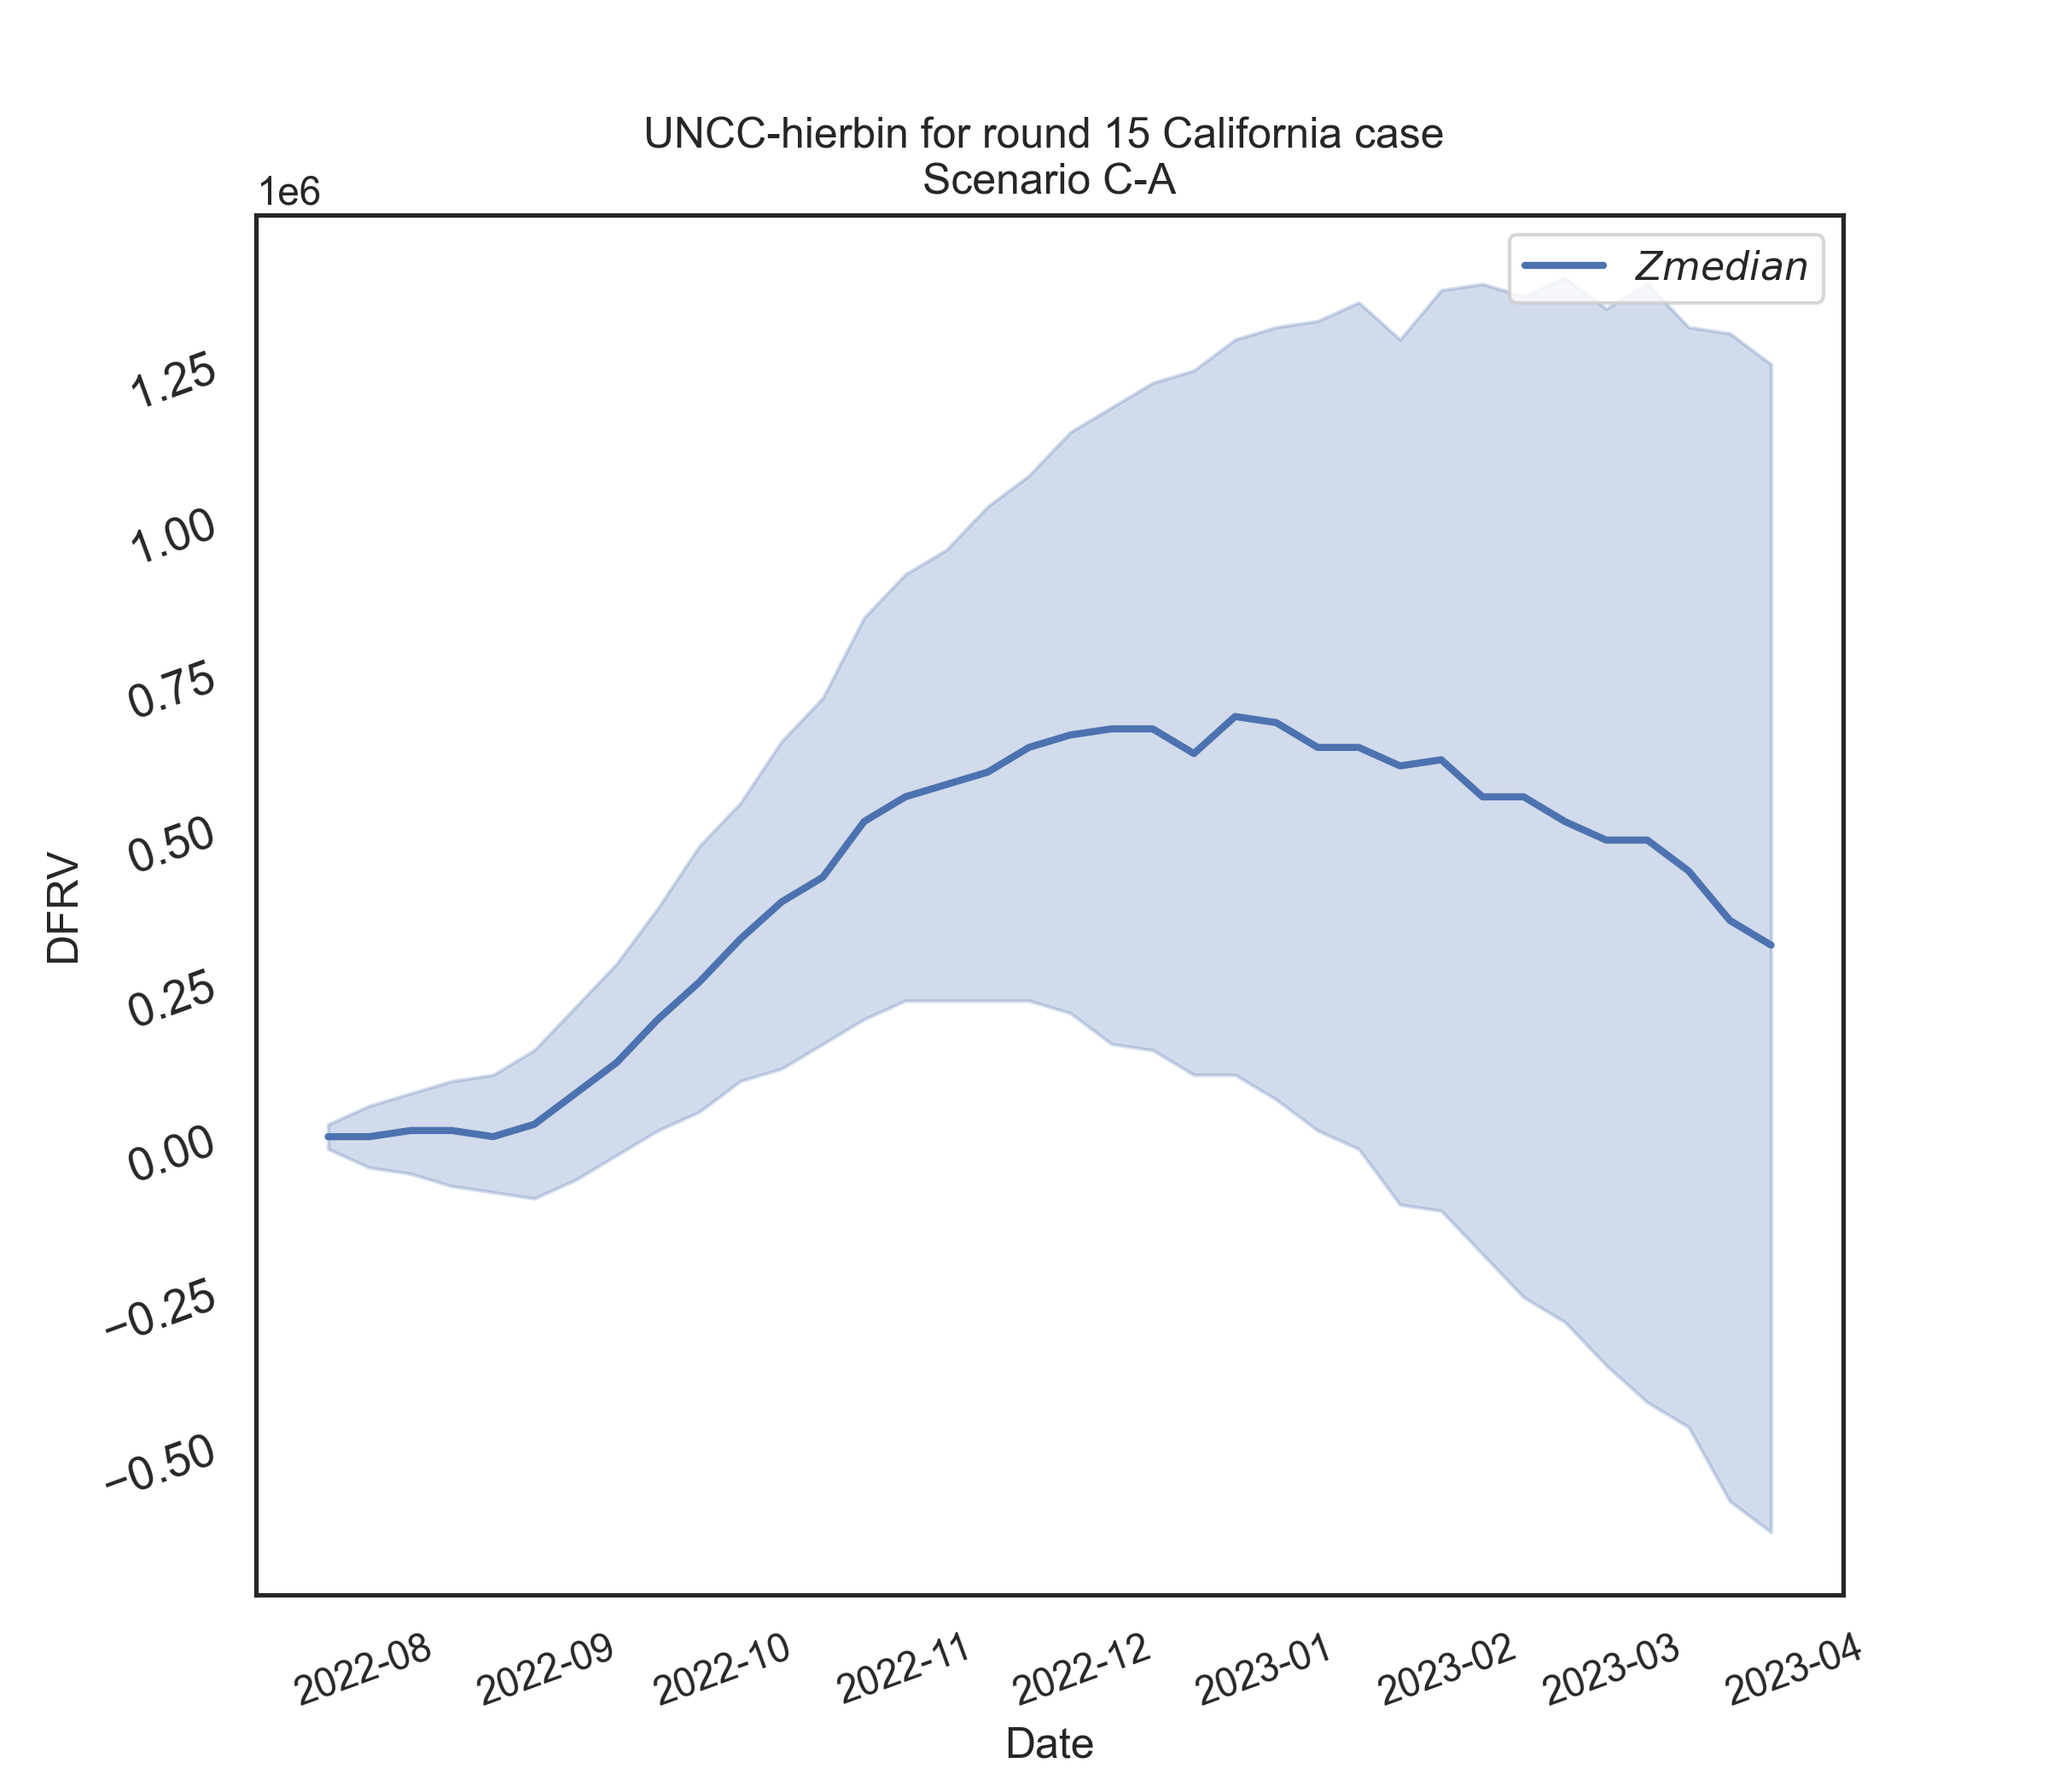 UNCC-hierbin for round 15 California case
Scenario C-A
1e6
Zmedian
1.25
1.00
0.75
0.50
0.25
0.00
−0.25
−0.50
DFRV
2022-08
2022-09
2022-10
2022-11
2022-12
2023-01
2023-02
2023-03
2023-04
Date